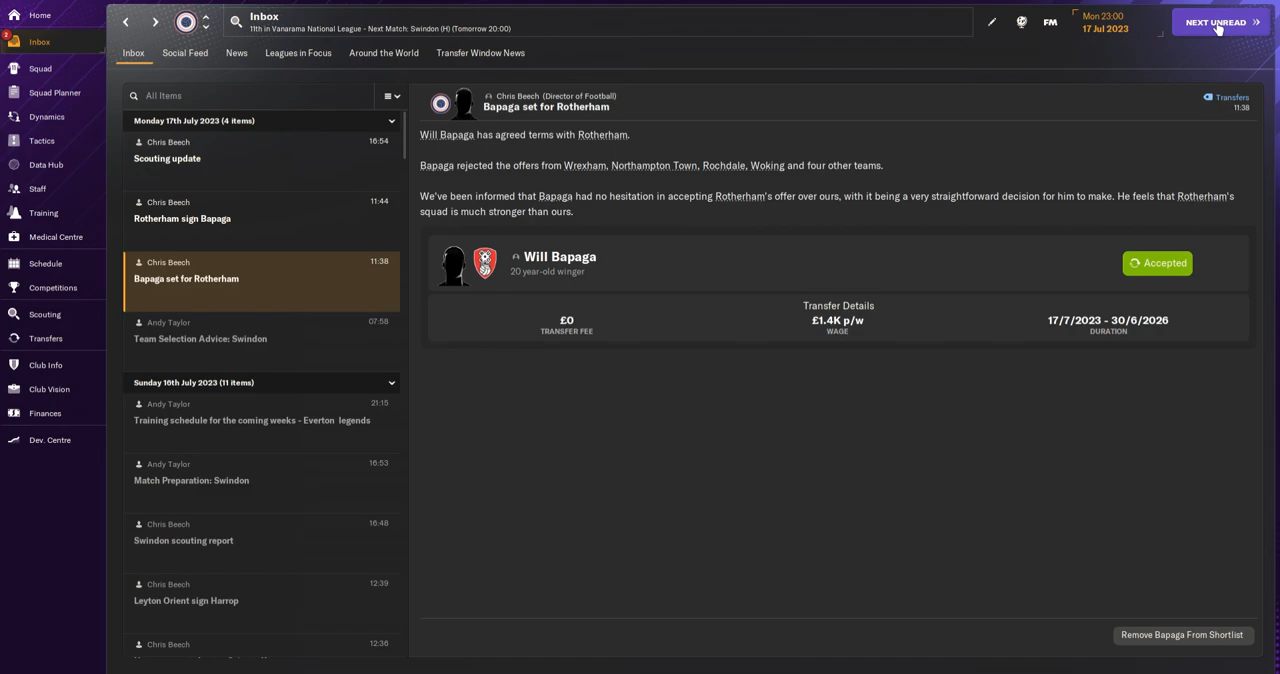 Home
2
Inbox
Squad
Squad Planner
Dynamics
Tactics
Data Hub
Staff
Training
Medical Centre
Schedule
Competitions
Scouting
Transfers
Club Info
Club Vision
Finances
Dev. Centre
Inbox
11th in Vanarama National League - Next Match: Swindon (H) (Tomorrow 20:00)
FM
Mon 23:00
17 Jul 2023
NEXT UNREAD
Inbox
Social Feed
News
Leagues in Focus
Around the World
Transfer Window News
All Items
Monday 17th July 2023 (4 items)
Chris Beech 16:54
Scouting update
Chris Beech 11:44
Rotherham sign Bapaga
Chris Beech 11:38
Bapaga set for Rotherham
Andy Taylor 07:58
Team Selection Advice: Swindon
Sunday 16th July 2023 (11 items)
Andy Taylor 21:15
Training schedule for the coming weeks - Everton legends
Andy Taylor 16:53
Match Preparation: Swindon
Chris Beech 16:48
Swindon scouting report
Chris Beech 12:39
Leyton Orient sign Harrop
Chris Beech 12:36
Chris Beech (Director of Football)
Bapaga set for Rotherham
Transfers
11:38
Will Bapaga has agreed terms with Rotherham.
Bapaga rejected the offers from Wrexham, Northampton Town, Rochdale, Woking and four other teams.
We've been informed that Bapaga had no hesitation in accepting Rotherham's offer over ours, with it being a very straightforward decision for him to make. He feels that Rotherham's
squad is much stronger than ours.
Will Bapaga
20 year-old winger
Accepted
Transfer Details
£0
TRANSFER FEE
£1.4K p/w
WAGE
17/7/2023 - 30/6/2026
DURATION
Remove Bapaga From Shortlist